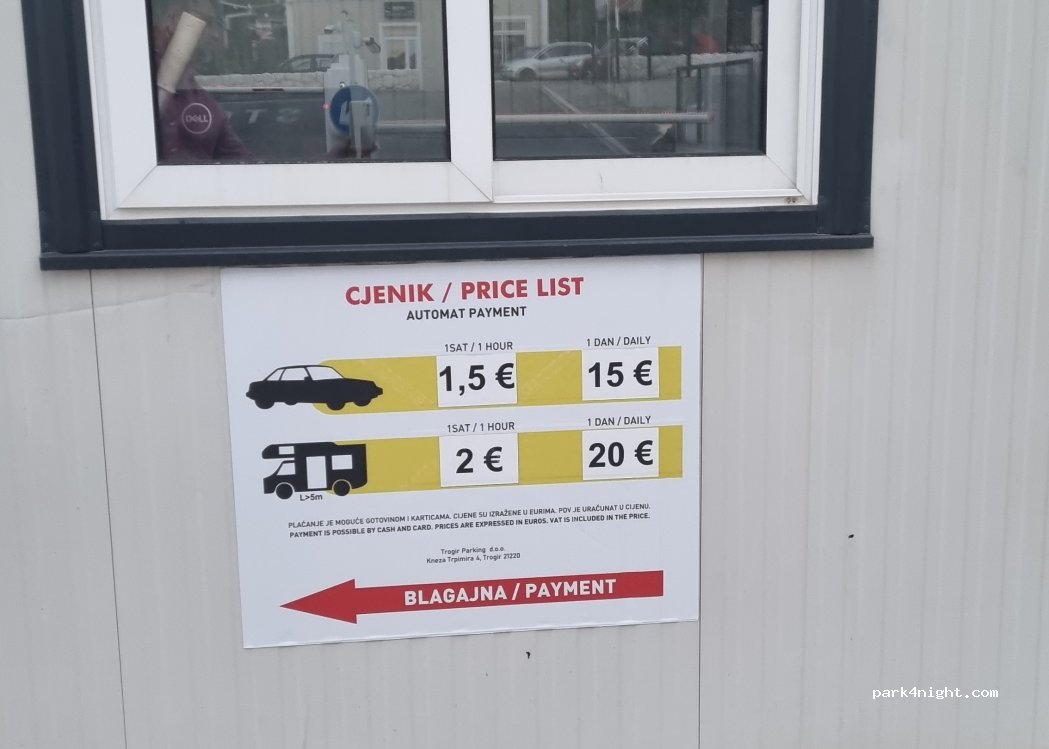 DELL
CJENIK / PRICE LIST
AUTOMAT PAYMENT
1SAT / 1 HOUR 1 DAN / DAILY
1,5 € 15 €
1SAT / 1 HOUR 1 DAN / DAILY
2 € 20 €
L>5m
PLAĆANJE JE MOGUĆE GOTOVINOM I KARTICAMA. CIJENE SU IZRAŽENE U EURIMA. PDV JE URAČUNAT U CIJENU.
PAYMENT IS POSSIBLE BY CASH AND CARD. PRICES ARE EXPRESSED IN EUROS. VAT IS INCLUDED IN THE PRICE.
Trogir Parking d.o.o.
Kneza Trpimira 4, Trogir 21220
BLAGAJNA / PAYMENT
park4night.com